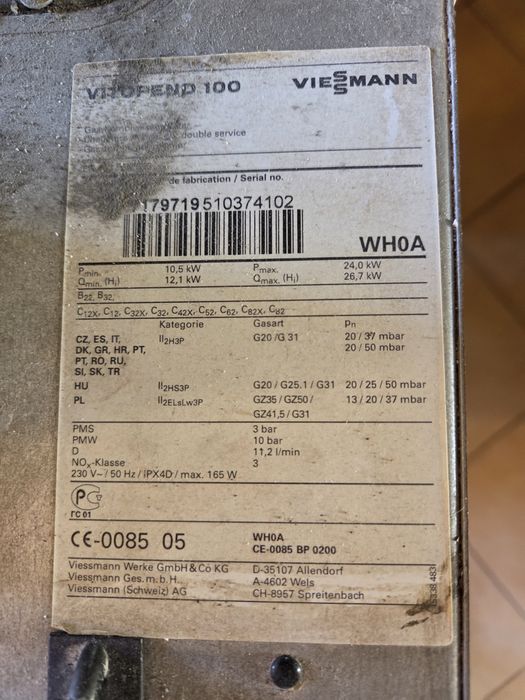 VITOPEND 100
VIESSMANN
double service
de fabrication / Serial no.
179719510374102
WH0A
Pmin. 10,5 kW Pmax. 24,0 kW
Qmin. (Hi) 12,1 kW Qmax. (Hi) 26,7 kW
B22, B32,
C12X, C12, C32X, C32, C42X, C52, C62, C82X, C82
Kategorie Gasart Pn
CZ, ES, IT, II2H3P G20 /G 31 20 / 37 mbar
DK, GR, HR, PT, 20 / 50 mbar
PT, RO, RU,
SI, SK, TR
HU II2HS3P G20 / G25.1 / G31 20 / 25 / 50 mbar
PL II2ELsLw3P GZ35 / GZ50 / 13 / 20 / 37 mbar
GZ41,5 / G31
PMS 3 bar
PMW 10 bar
D 11,2 l/min
NOx-Klasse 3
230 V~ / 50 Hz / IPX4D / max. 165 W
ГС 01
CE-0085 05
WH0A
CE-0085 BP 0200
Viessmann Werke GmbH & Co KG D-35107 Allendorf
Viessmann Ges.m.b.H. A-4602 Wels
Viessmann (Schweiz) AG CH-8957 Spreitenbach